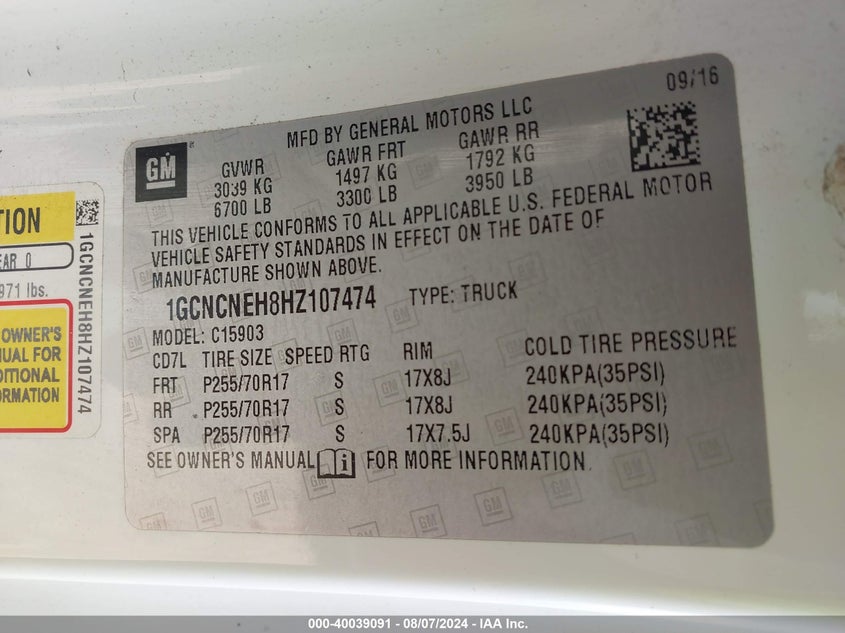 09/16
GM
MFD BY GENERAL MOTORS LLC
GVWR GAWR FRT GAWR RR
3039 KG 1497 KG 1792 KG
6700 LB 3300 LB 3950 LB
THIS VEHICLE CONFORMS TO ALL APPLICABLE U.S. FEDERAL MOTOR
VEHICLE SAFETY STANDARDS IN EFFECT ON THE DATE OF
MANUFACTURE SHOWN ABOVE.
1GCNCNEH8HZ107474 TYPE: TRUCK
MODEL: C15903
CD7L TIRE SIZE SPEED RTG RIM COLD TIRE PRESSURE
FRT P255/70R17 S 17X8J 240KPA(35PSI)
RR P255/70R17 S 17X8J 240KPA(35PSI)
SPA P255/70R17 S 17X7.5J 240KPA(35PSI)
SEE OWNER'S MANUAL FOR MORE INFORMATION.
TION
EAR 0
971 lbs.
OWNER'S
UAL FOR
DITIONAL
ORMATION
1GCNCNEH8HZ107474
000-40039091 - 08/07/2024 - IAA Inc.